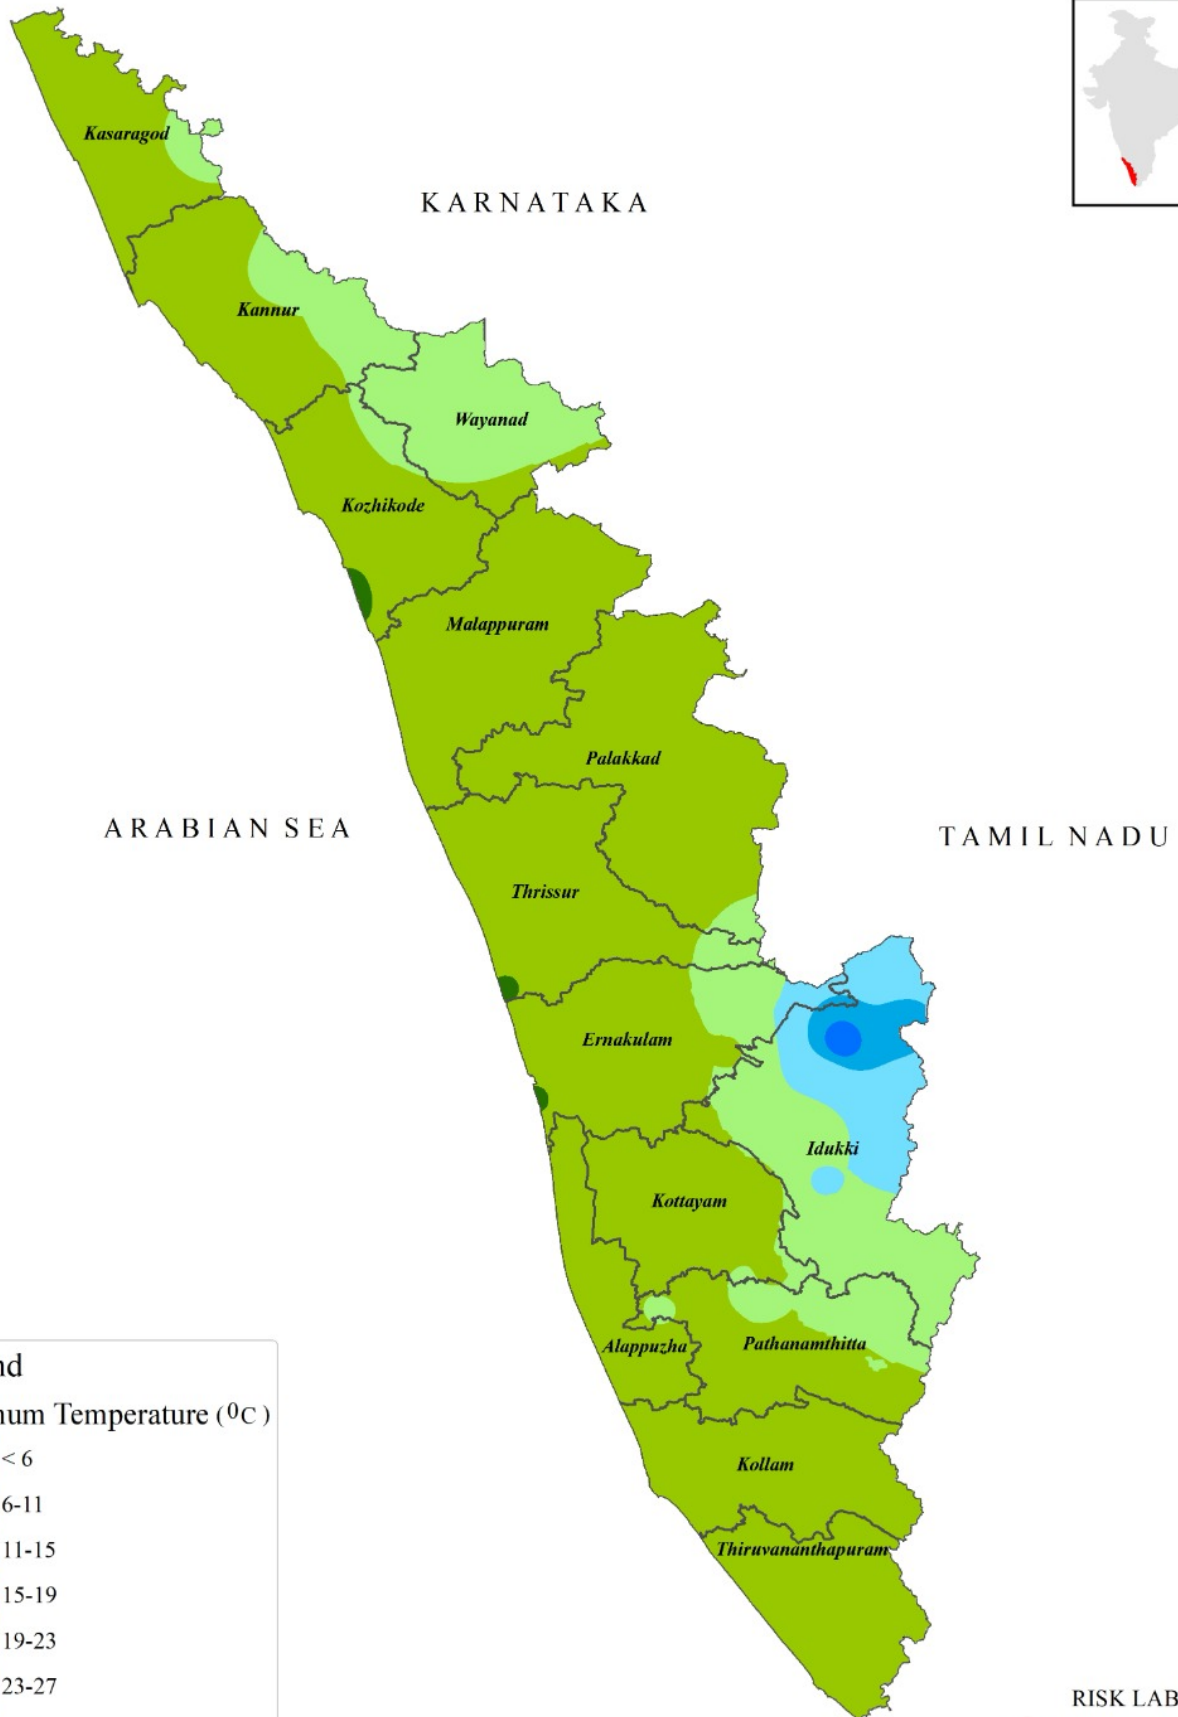 Kasaragod
KARNATAKA
Kannur
Wayanad
Kozhikode
Malappuram
Palakkad
ARABIAN SEA
TAMIL NADU
Thrissur
Ernakulam
Idukki
Kottayam
Alappuzha
Pathanamthitta
Kollam
Thiruvananthapuram
nd
num Temperature (⁰C)
< 6
6-11
11-15
15-19
19-23
23-27
RISK LAB